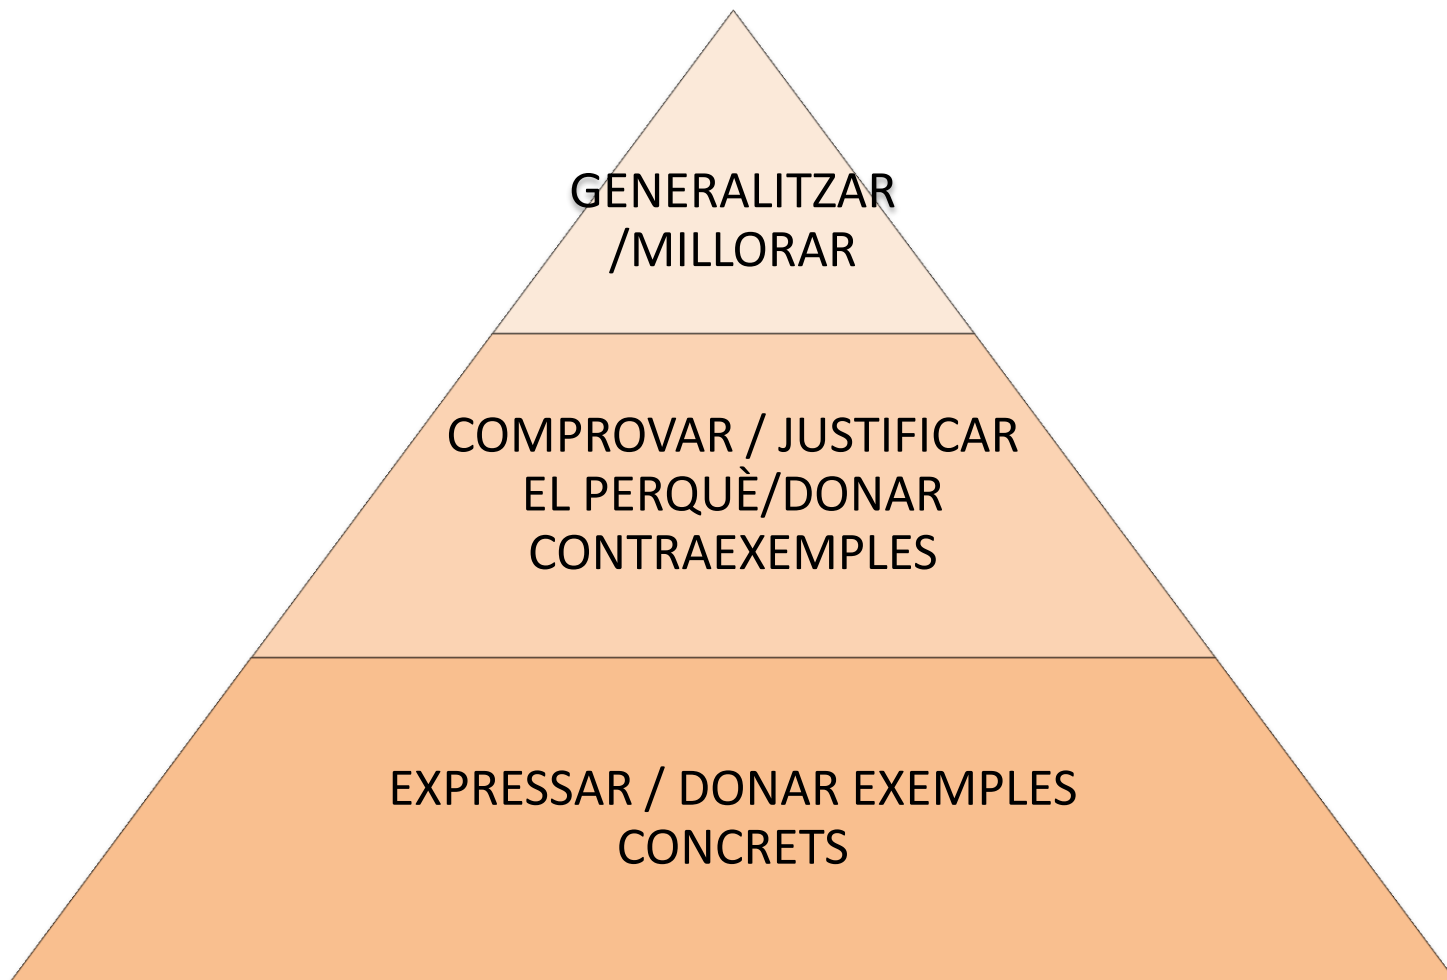 GENERALITZAR
/MILLORAR
COMPROVAR / JUSTIFICAR
EL PERQUÈ/DONAR
CONTRAEXEMPLES
EXPRESSAR / DONAR EXEMPLES
CONCRETS